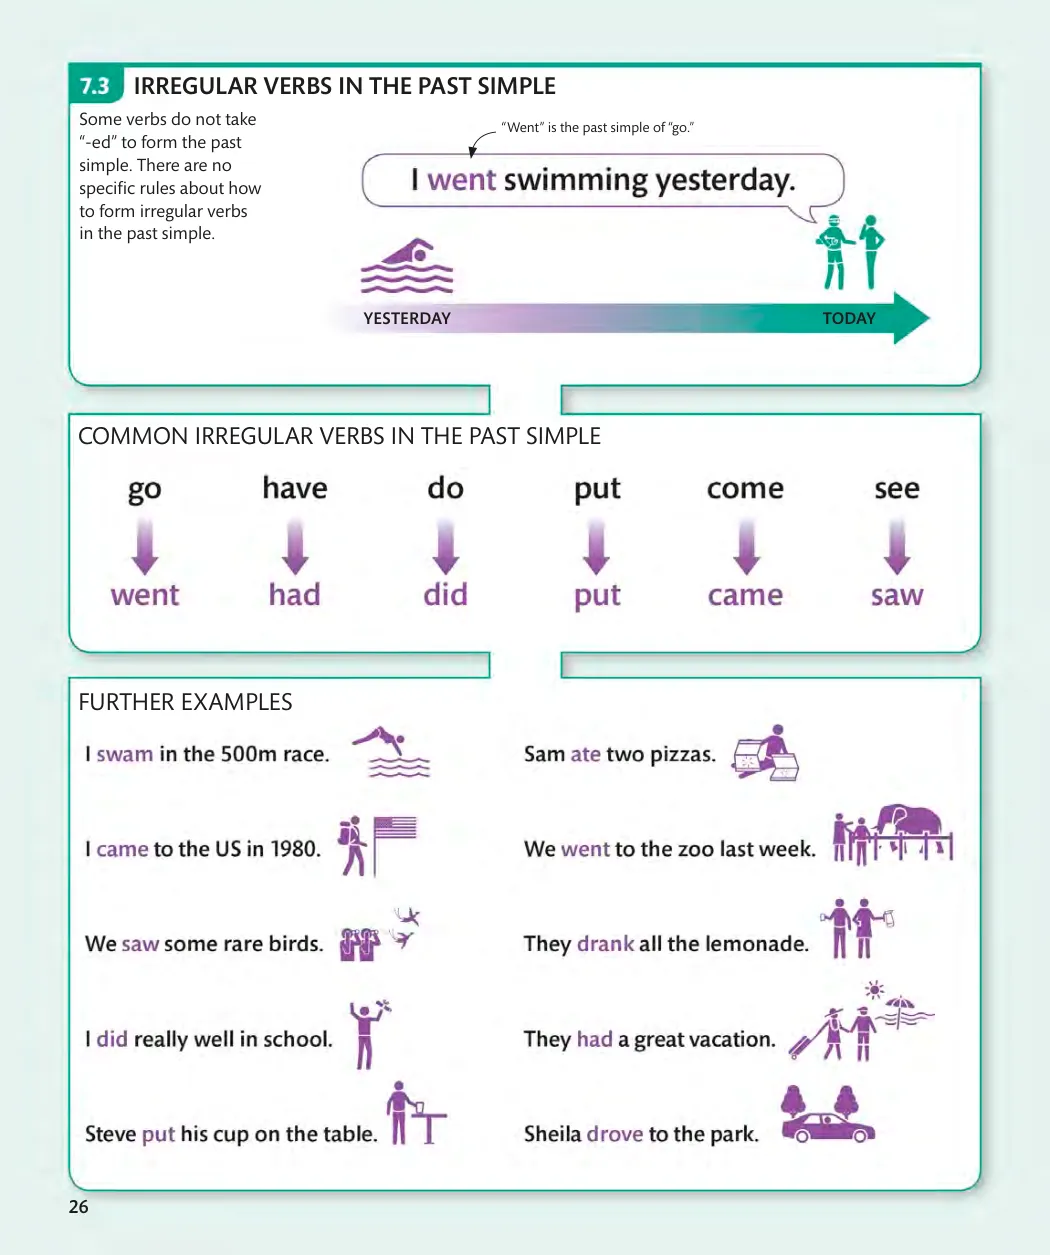 7.3 IRREGULAR VERBS IN THE PAST SIMPLE
Some verbs do not take
“-ed” to form the past
simple. There are no
specific rules about how
to form irregular verbs
in the past simple.
“Went” is the past simple of “go.”
I went swimming yesterday.
YESTERDAY
TODAY
COMMON IRREGULAR VERBS IN THE PAST SIMPLE
go have do put come see
went had did put came saw
FURTHER EXAMPLES
I swam in the 500m race.
I came to the US in 1980.
We saw some rare birds.
I did really well in school.
Steve put his cup on the table.
Sam ate two pizzas.
We went to the zoo last week.
They drank all the lemonade.
They had a great vacation.
Sheila drove to the park.
26